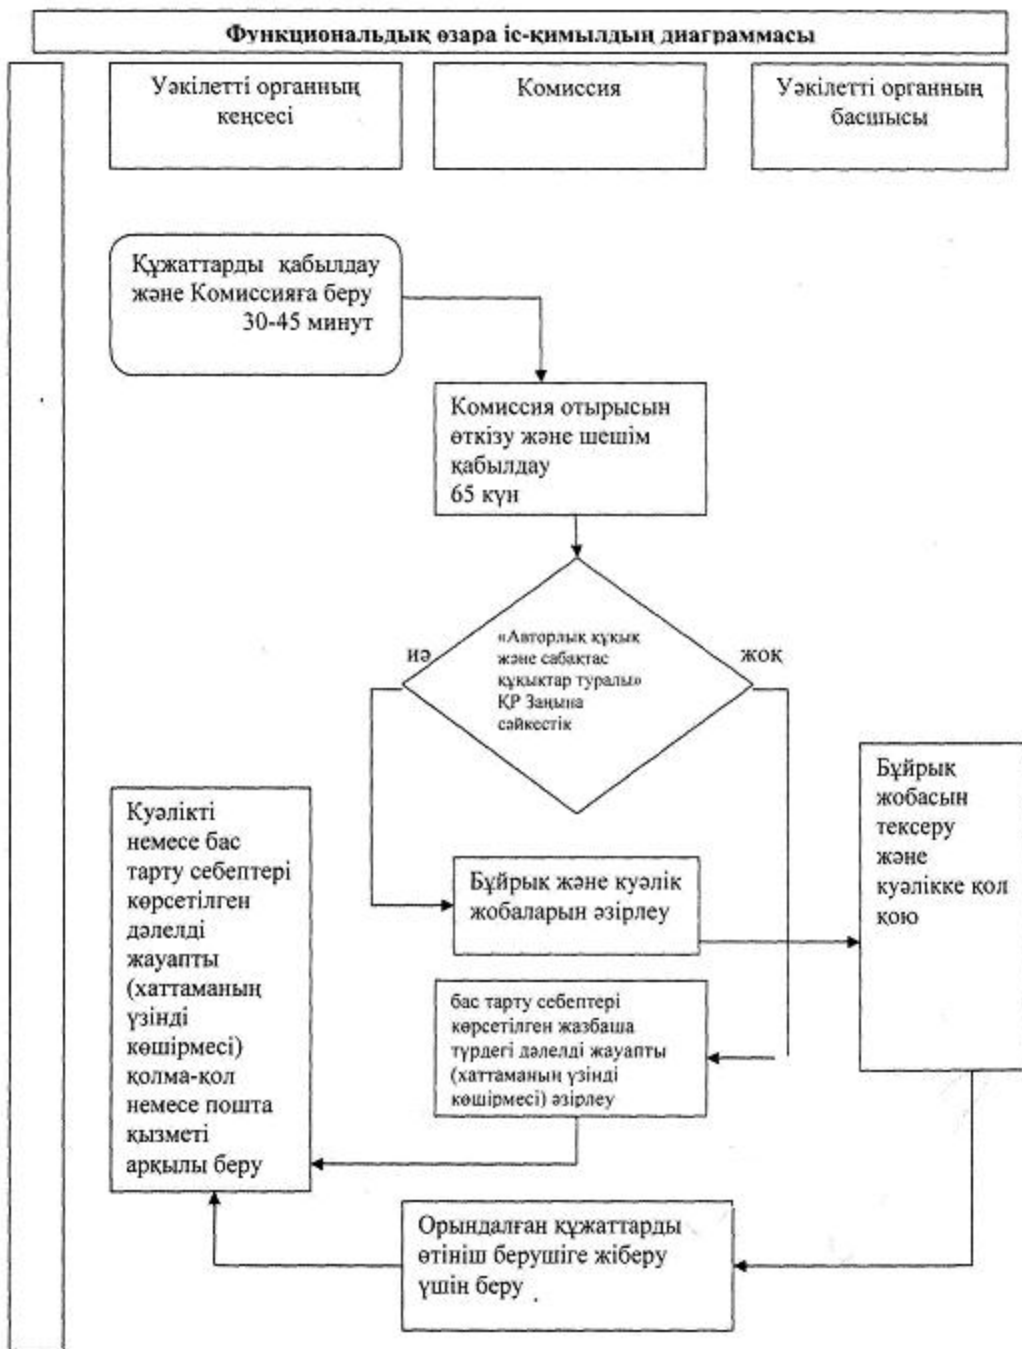 Функциональдық өзара іс-қимылдың диаграммасы
Уәкілетті органның
кеңсесі
Комиссия
Уәкілетті органның
басшысы
Құжаттарды қабылдау
және Комиссияға беру
30-45 минут
Комиссия отырысын
өткізу және шешім
қабылдау
65 күн
иә
«Авторлық құқық
және сабақтас
құқықтар туралы»
ҚР Заңына
сәйкестік
жоқ
Бұйрық
жобасын
тексеру
және
куәлікке қол
қою
Куәлікті
немесе бас
тарту себептері
көрсетілген
дәлелді
жауапты
(хаттаманың
үзінді
көшірмесі)
қолма-қол
немесе пошта
қызметі
арқылы беру
Бұйрық және куәлік
жобаларын әзірлеу
бас тарту себептері
көрсетілген жазбаша
түрдегі дәлелді жауапты
(хаттаманың үзінді
көшірмесі) әзірлеу
Орындалған құжаттарды
өтініш берушіге жіберу
үшін беру